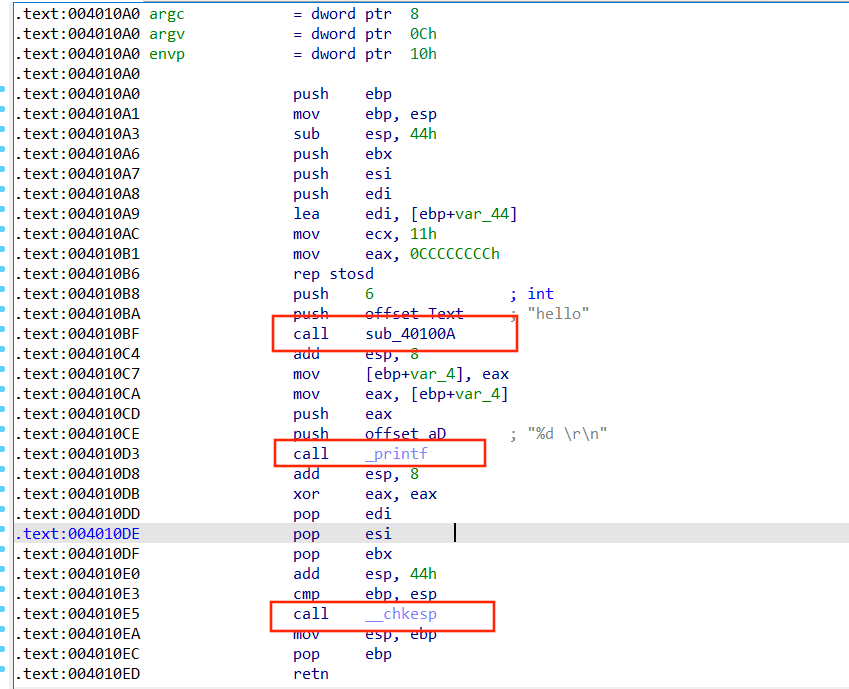 .text:004010A0 argc = dword ptr 8
.text:004010A0 argv = dword ptr 0Ch
.text:004010A0 envp = dword ptr 10h
.text:004010A0
.text:004010A0 push ebp
.text:004010A1 mov ebp, esp
.text:004010A3 sub esp, 44h
.text:004010A6 push ebx
.text:004010A7 push esi
.text:004010A8 push edi
.text:004010A9 lea edi, [ebp+var_44]
.text:004010AC mov ecx, 11h
.text:004010B1 mov eax, 0CCCCCCCCh
.text:004010B6 rep stosd
.text:004010B8 push 6 ; int
.text:004010BA push offset Text ; "hello"
.text:004010BF call sub_40100A
.text:004010C4 add esp, 8
.text:004010C7 mov [ebp+var_4], eax
.text:004010CA mov eax, [ebp+var_4]
.text:004010CD push eax
.text:004010CE push offset aD ; "%d \r\n"
.text:004010D3 call _printf
.text:004010D8 add esp, 8
.text:004010DB xor eax, eax
.text:004010DD pop edi
.text:004010DE pop esi
.text:004010DF pop ebx
.text:004010E0 add esp, 44h
.text:004010E3 cmp ebp, esp
.text:004010E5 call __chkesp
.text:004010EA mov esp, ebp
.text:004010EC pop ebp
.text:004010ED retn